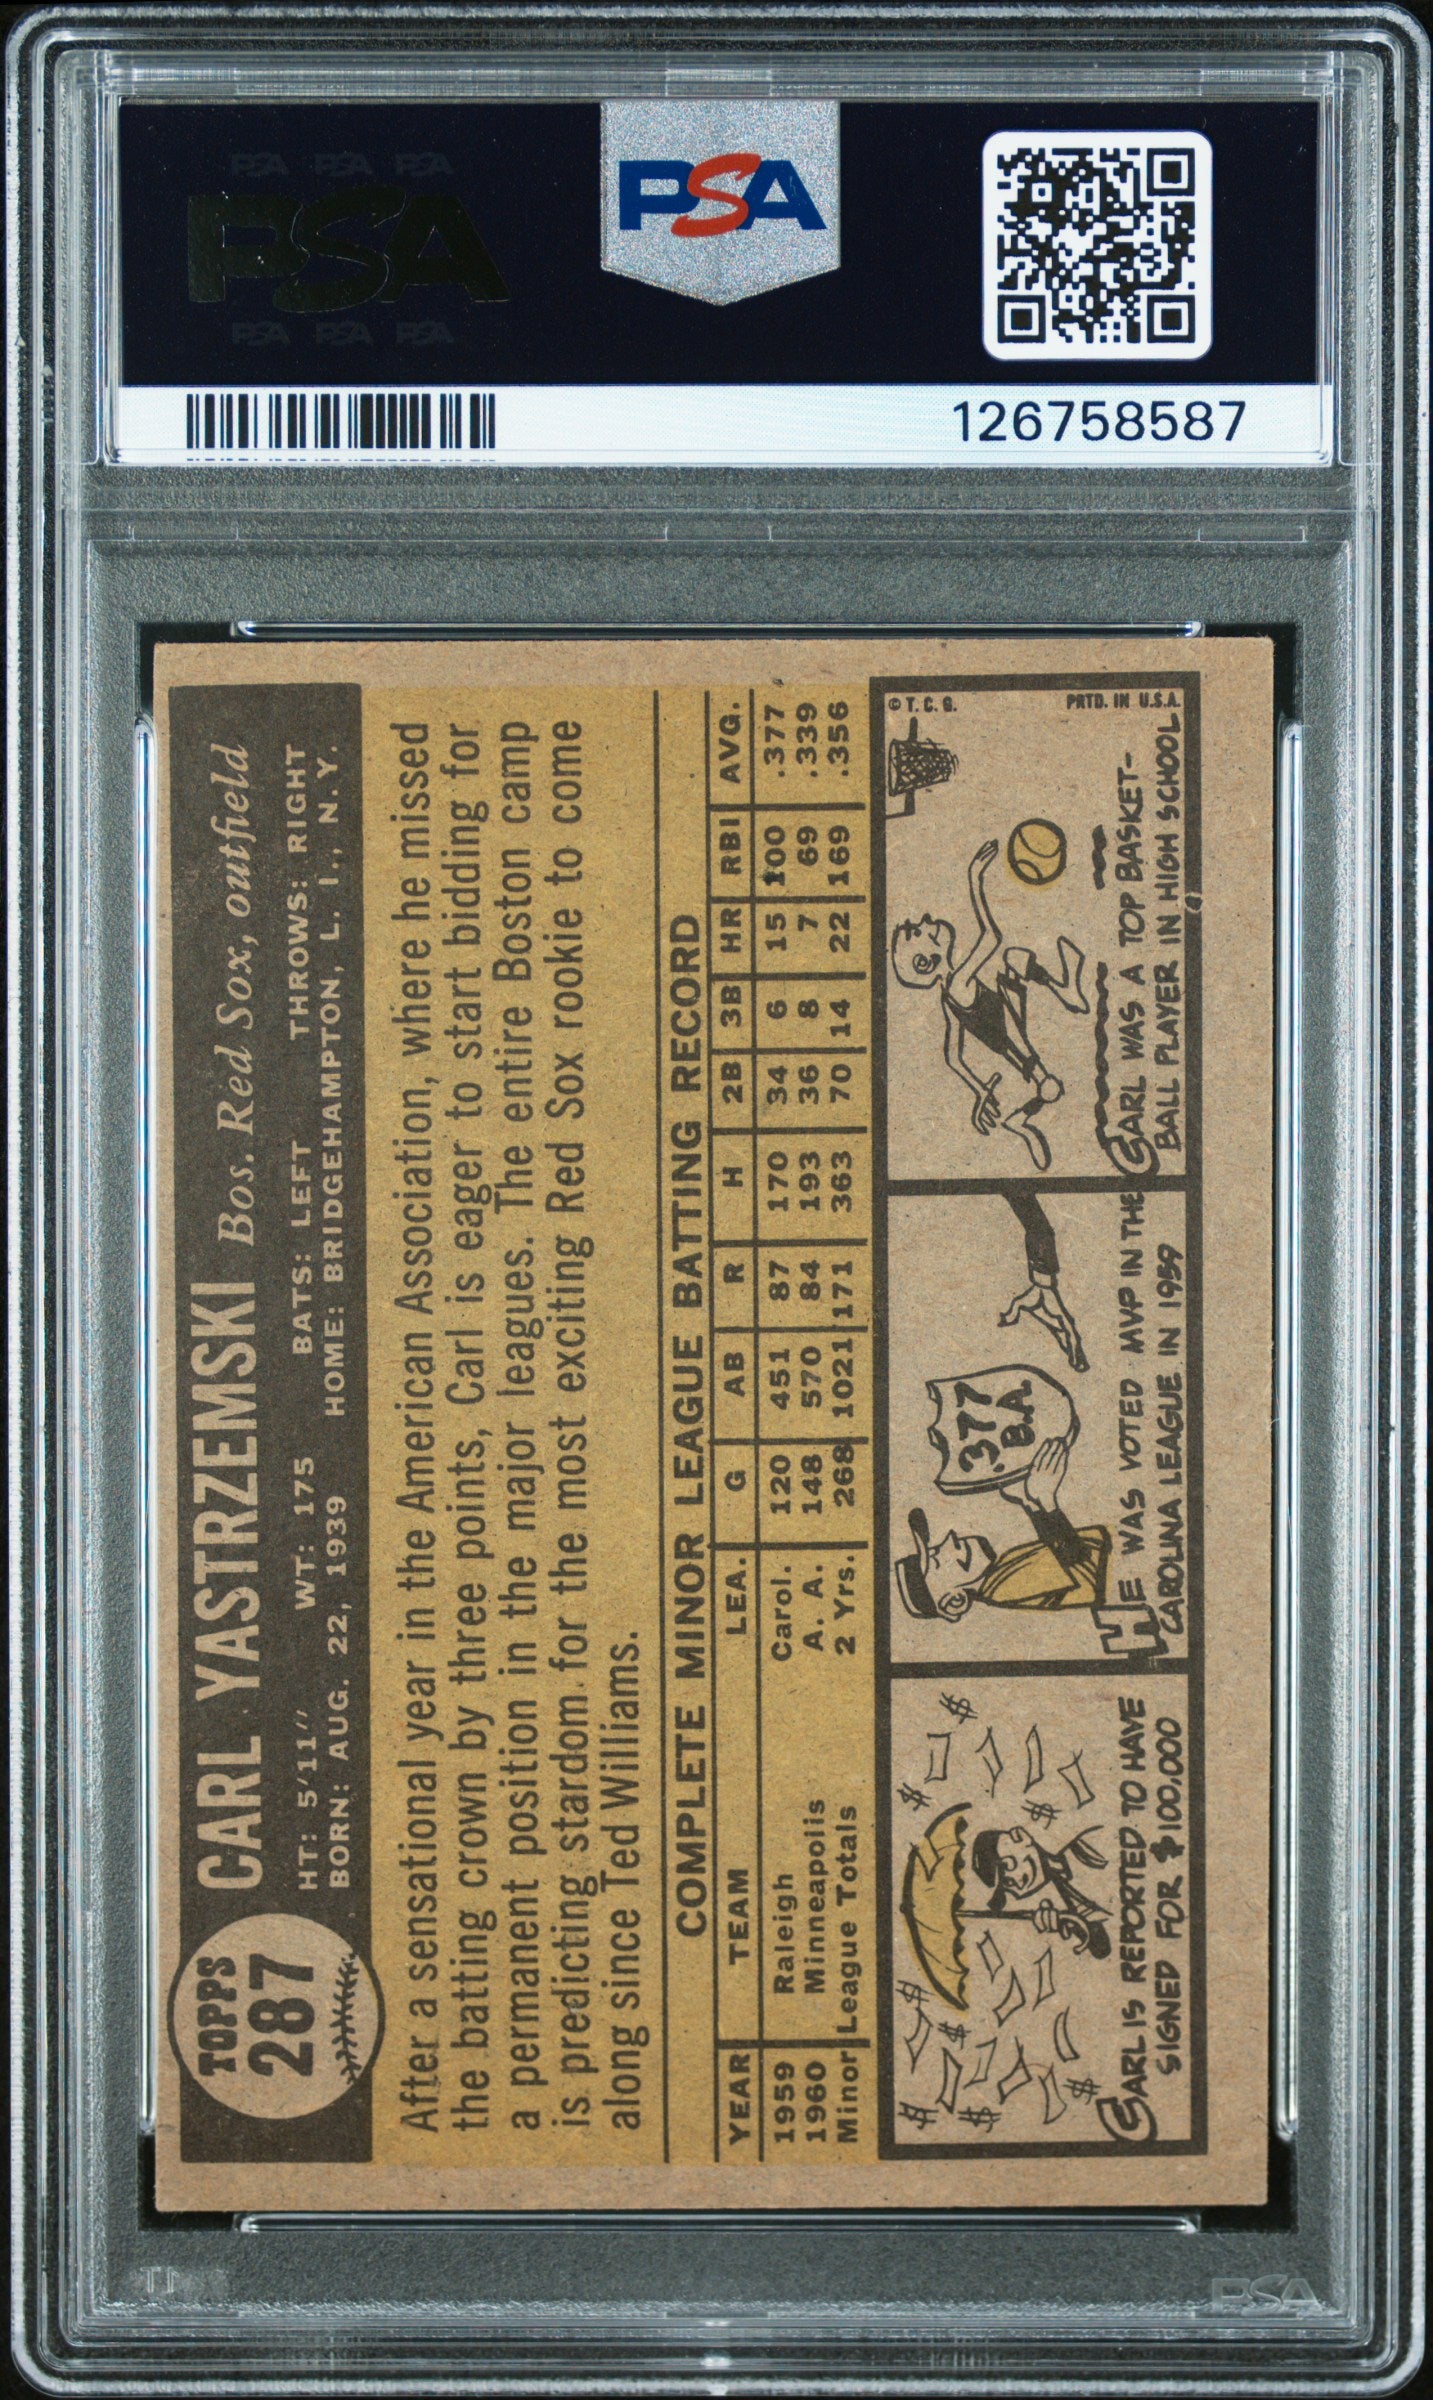 PSA PSA PSA
PSA
PSA PSA PSA
PSA
126758587
TOPPS
287
CARL YASTRZEMSKI Bos. Red Sox, outfield
HT: 5'11" WT: 175 BATS: LEFT THROWS: RIGHT
BORN: AUG. 22, 1939 HOME: BRIDGEHAMPTON, L. I., N. Y.
After a sensational year in the American Association, where he missed
the batting crown by three points, Carl is eager to start bidding for
a permanent position in the major leagues. The entire Boston camp
is predicting stardom for the most exciting Red Sox rookie to come
along since Ted Williams.
COMPLETE MINOR LEAGUE BATTING RECORD
YEAR TEAM LEA. G AB R H 2B 3B HR RBI AVG.
1959 Raleigh Carol. 120 451 87 170 34 6 15 100 .377
1960 Minneapolis A. A. 148 570 84 193 36 8 7 69 .339
Minor League Totals 2 Yrs. 268 1021 171 363 70 14 22 169 .356
$ $ $ $ $ $ $ $
CARL IS REPORTED TO HAVE
SIGNED FOR $100,000
.377
B.A.
HE WAS VOTED MVP IN THE
CAROLINA LEAGUE IN 1959
© T. C. G.
PRTD. IN U.S.A.
CARL WAS A TOP BASKET-
BALL PLAYER IN HIGH SCHOOL
PSA